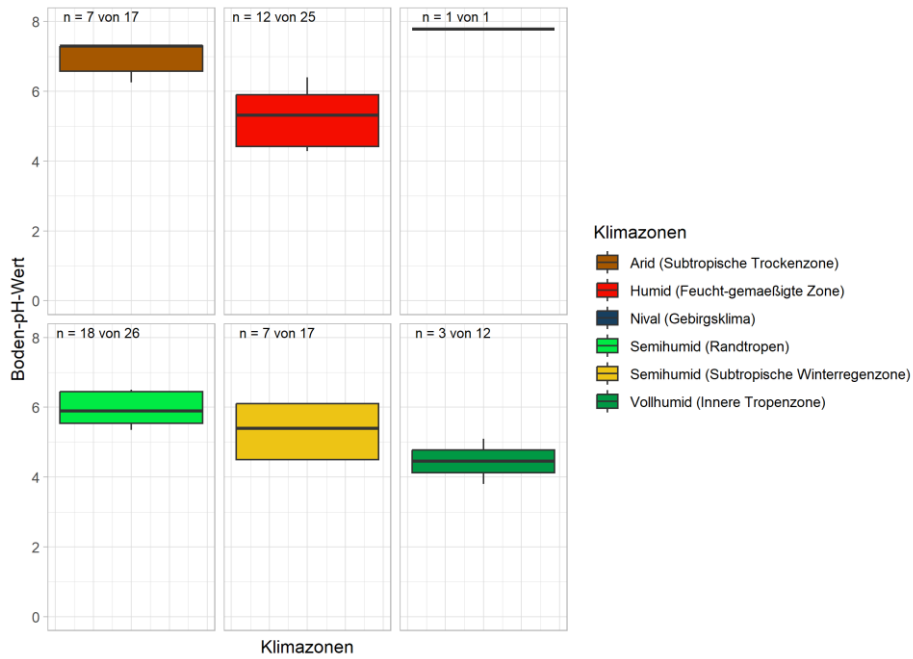 n = 7 von 17
n = 12 von 25
n = 1 von 1
8
6
4
2
0
n = 18 von 26
n = 7 von 17
n = 3 von 12
8
6
4
2
0
Boden-pH-Wert
Klimazonen
Klimazonen
Arid (Subtropische Trockenzone)
Humid (Feucht-gemaeßigte Zone)
Nival (Gebirgsklima)
Semihumid (Randtropen)
Semihumid (Subtropische Winterregenzone)
Vollhumid (Innere Tropenzone)